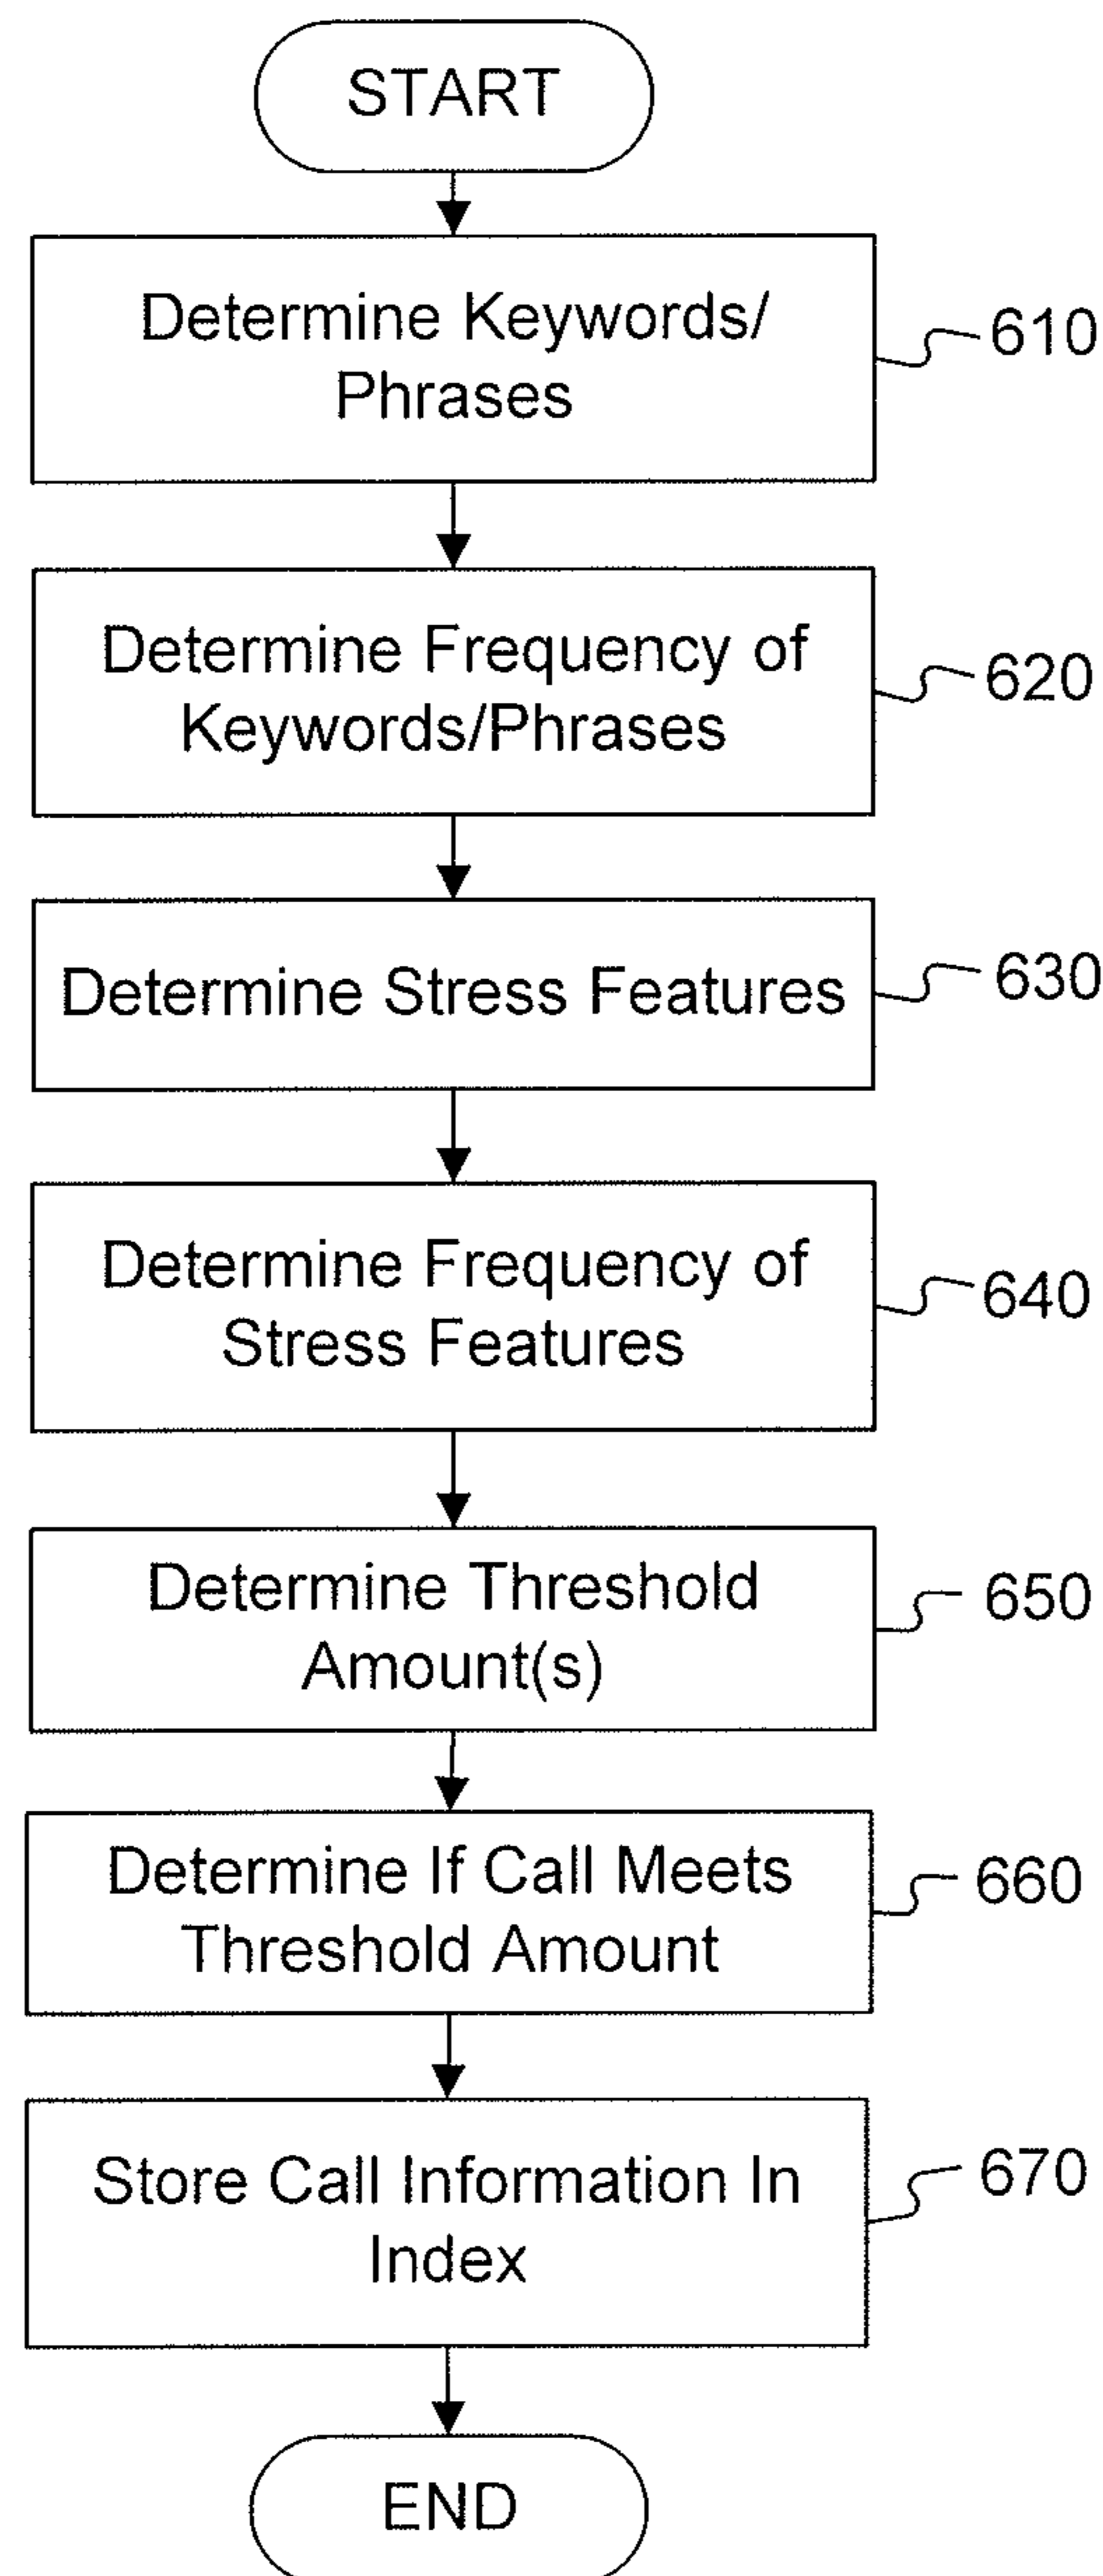 START
Determine Keywords/
Phrases
610
Determine Frequency of
Keywords/Phrases
620
Determine Stress Features
630
Determine Frequency of
Stress Features
640
Determine Threshold
Amount(s)
650
Determine If Call Meets
Threshold Amount
660
Store Call Information In
Index
670
END